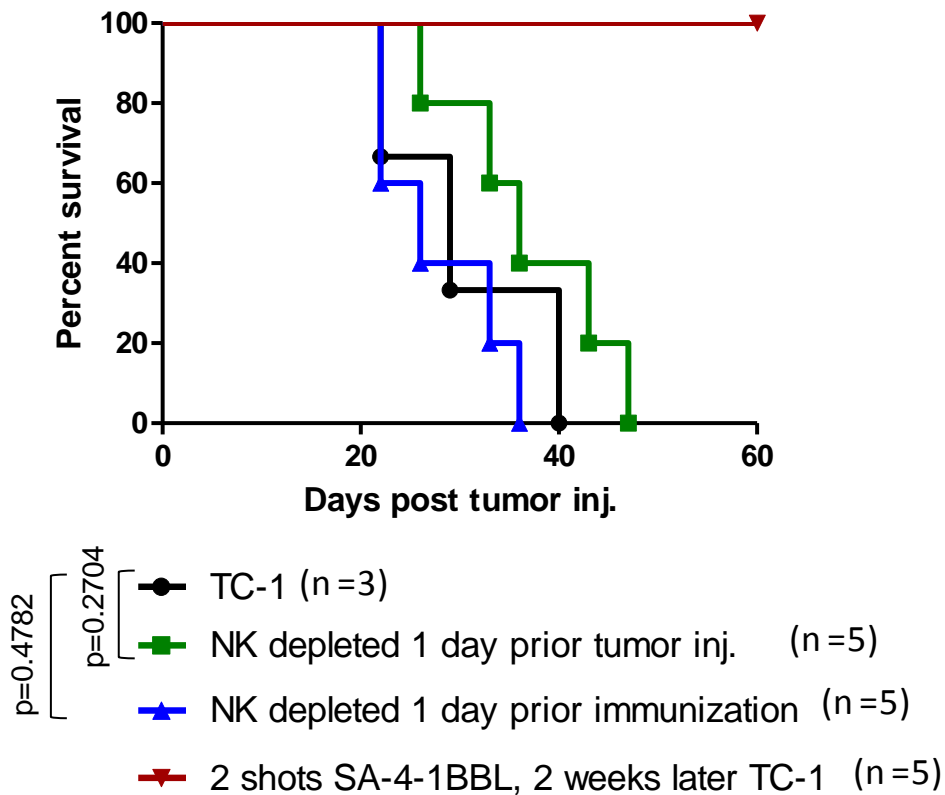 100
80
60
40
20
0
Percent survival
0 20 40 60
Days post tumor inj.
p=0.4782
p=0.2704
TC-1 (n =3)
NK depleted 1 day prior tumor inj. (n =5)
NK depleted 1 day prior immunization (n =5)
2 shots SA-4-1BBL, 2 weeks later TC-1 (n =5)